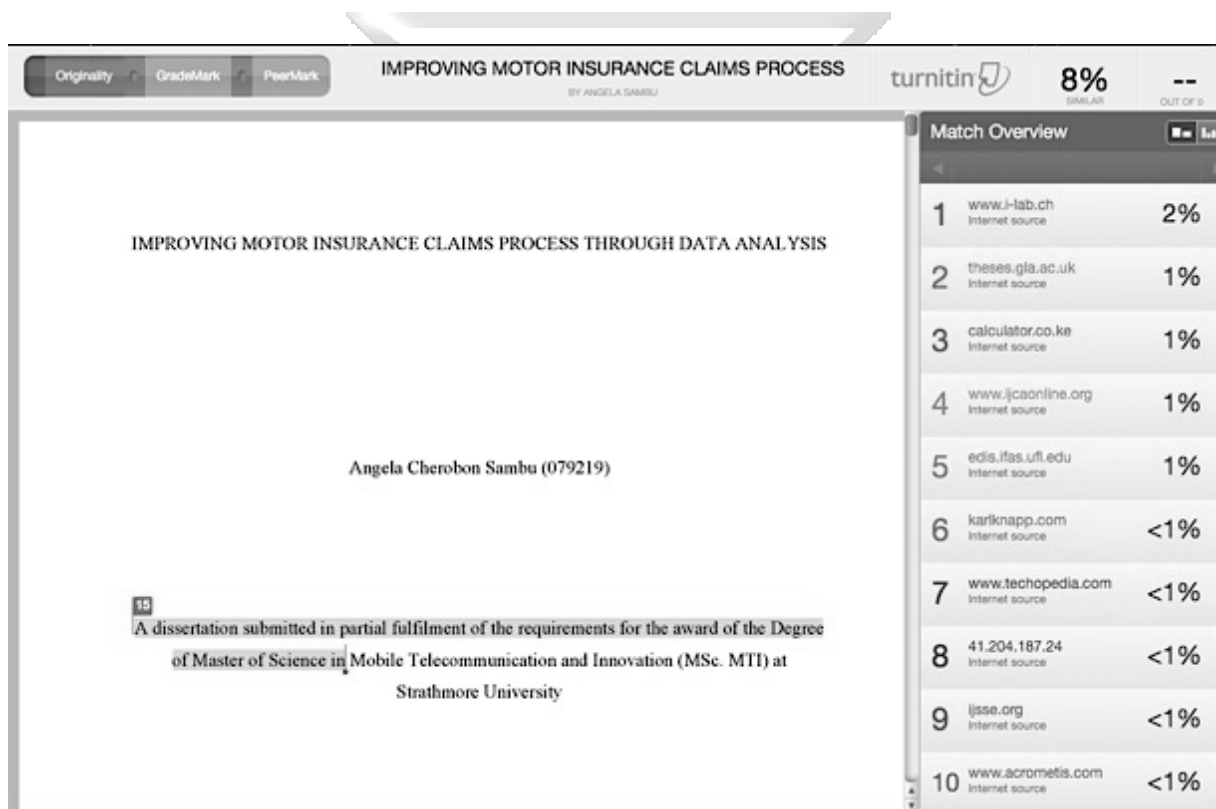 Originality GradeMark PeerMark
IMPROVING MOTOR INSURANCE CLAIMS PROCESS
BY ANGELA SAMBU
turnitin
8%
SIMILAR
--
OUT OF 0
IMPROVING MOTOR INSURANCE CLAIMS PROCESS THROUGH DATA ANALYSIS
Angela Cherobon Sambu (079219)
15
A dissertation submitted in partial fulfilment of the requirements for the award of the Degree
of Master of Science in Mobile Telecommunication and Innovation (MSc. MTI) at
Strathmore University
Match Overview
1 www.i-lab.ch 2%
Internet source
2 theses.gla.ac.uk 1%
Internet source
3 calculator.co.ke 1%
Internet source
4 www.ijcaonline.org 1%
Internet source
5 edis.ifas.ufl.edu 1%
Internet source
6 karlknapp.com <1%
Internet source
7 www.techopedia.com <1%
Internet source
8 41.204.187.24 <1%
Internet source
9 ijsse.org <1%
Internet source
10 www.acrometis.com <1%
Internet source